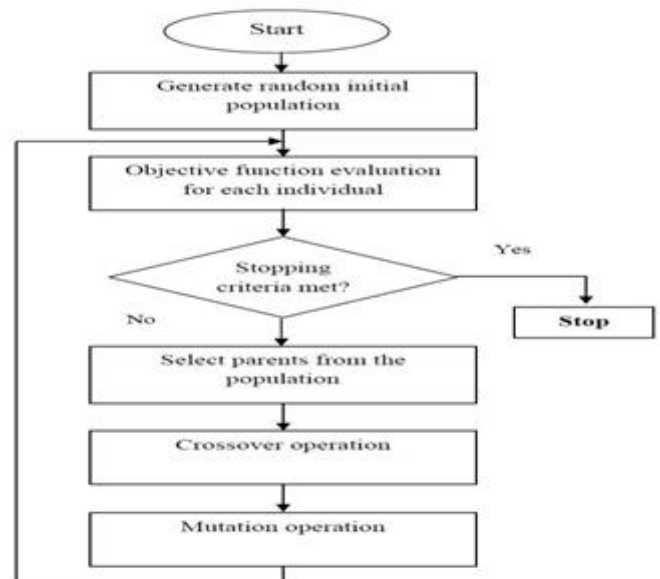 Start
Generate random initial
population
Objective function evaluation
for each individual
Stopping
criteria met?
Yes
Stop
No
Select parents from the
population
Crossover operation
Mutation operation